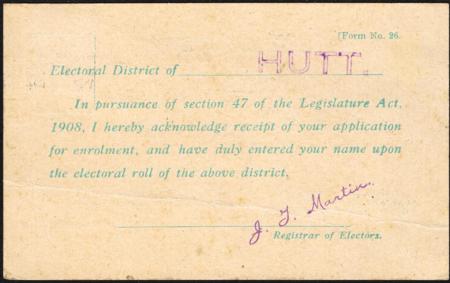 [Form No. 26.
Electoral District of HUTT.
In pursuance of section 47 of the Legislature Act,
1908, I hereby acknowledge receipt of your application
for enrolment, and have duly entered your name upon
the electoral roll of the above district.
J. J. Martin.
Registrar of Electors.